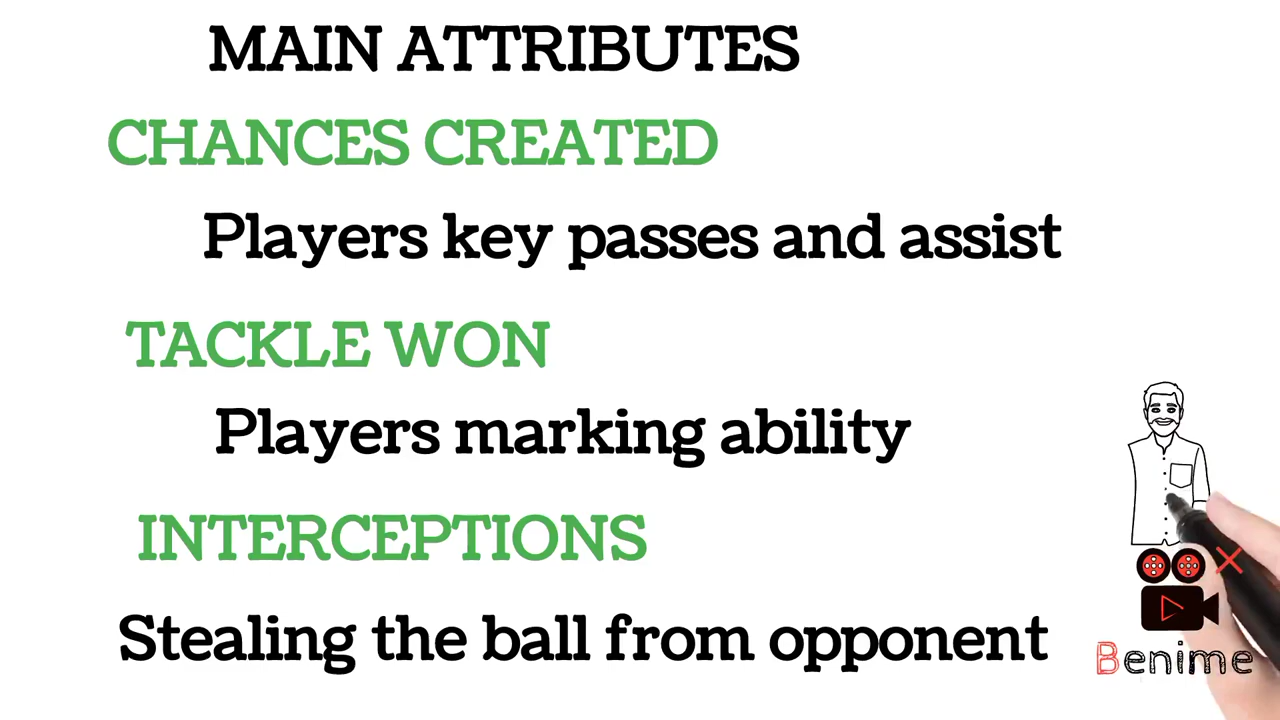 MAIN ATTRIBUTES
CHANCES CREATED
Players key passes and assist
TACKLE WON
Players marking ability
INTERCEPTIONS
Stealing the ball from opponent
Benime